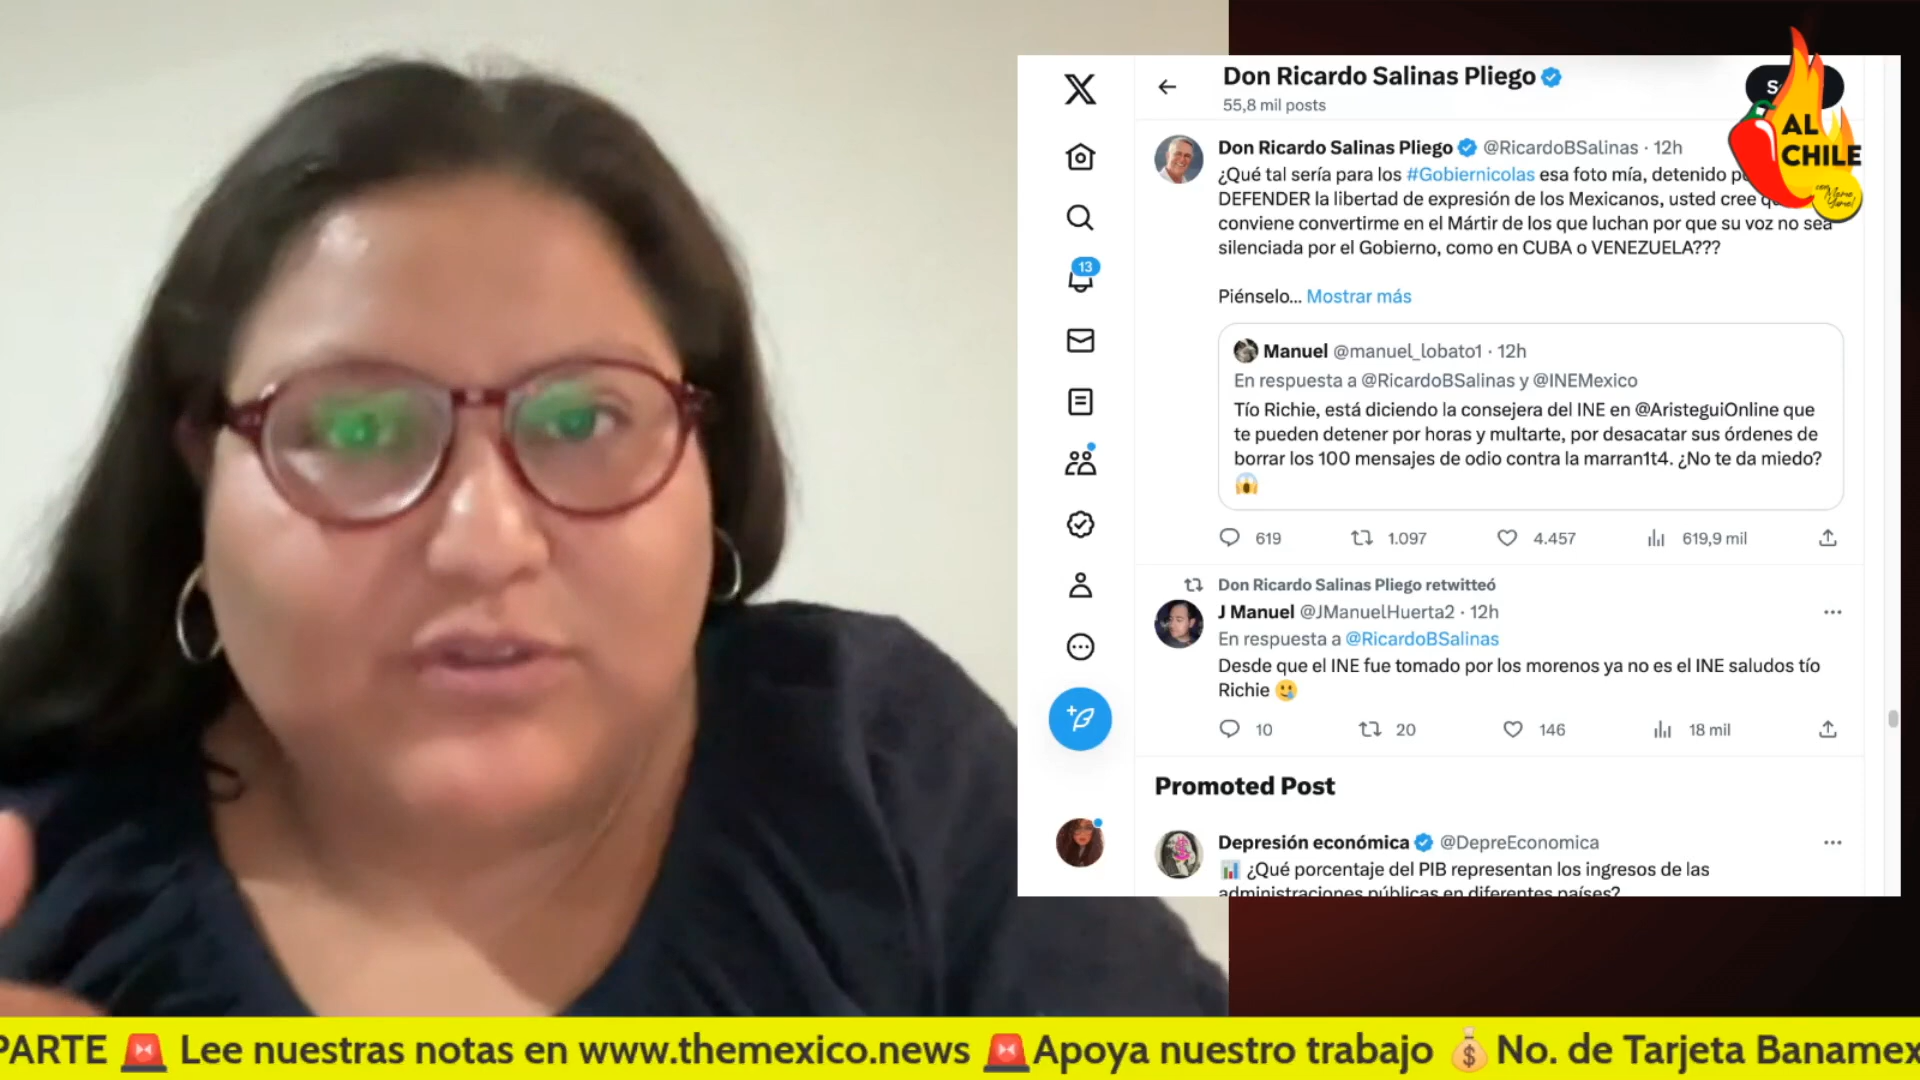 Don Ricardo Salinas Pliego
55,8 mil posts
AL
CHILE
Don Ricardo Salinas Pliego @RicardoBSalinas · 12h
¿Qué tal sería para los #Gobiernicolas esa foto mía, detenido
DEFENDER la libertad de expresión de los Mexicanos, usted cree
conviene convertirme en el Mártir de los que luchan por que su voz no sea
silenciada por el Gobierno, como en CUBA o VENEZUELA???
Piénselo... Mostrar más
Manuel @manuel_lobato1 · 12h
En respuesta a @RicardoBSalinas y @INEMexico
Tío Richie, está diciendo la consejera del INE en @AristeguiOnline que
te pueden detener por horas y multarte, por desacatar sus órdenes de
borrar los 100 mensajes de odio contra la marran1t4. ¿No te da miedo?
😱
619 1.097 4.457 619,9 mil
Don Ricardo Salinas Pliego retwitteó
J Manuel @JManuelHuerta2 · 12h
En respuesta a @RicardoBSalinas
Desde que el INE fue tomado por los morenos ya no es el INE saludos tío
Richie 🥲
10 20 146 18 mil
Promoted Post
Depresión económica @DepreEconomica
📊 ¿Qué porcentaje del PIB representan los ingresos de las
administraciones públicas en diferentes países?
13
PARTE 🚨 Lee nuestras notas en www.themexico.news 🚨Apoya nuestro trabajo 💰No. de Tarjeta Banamex